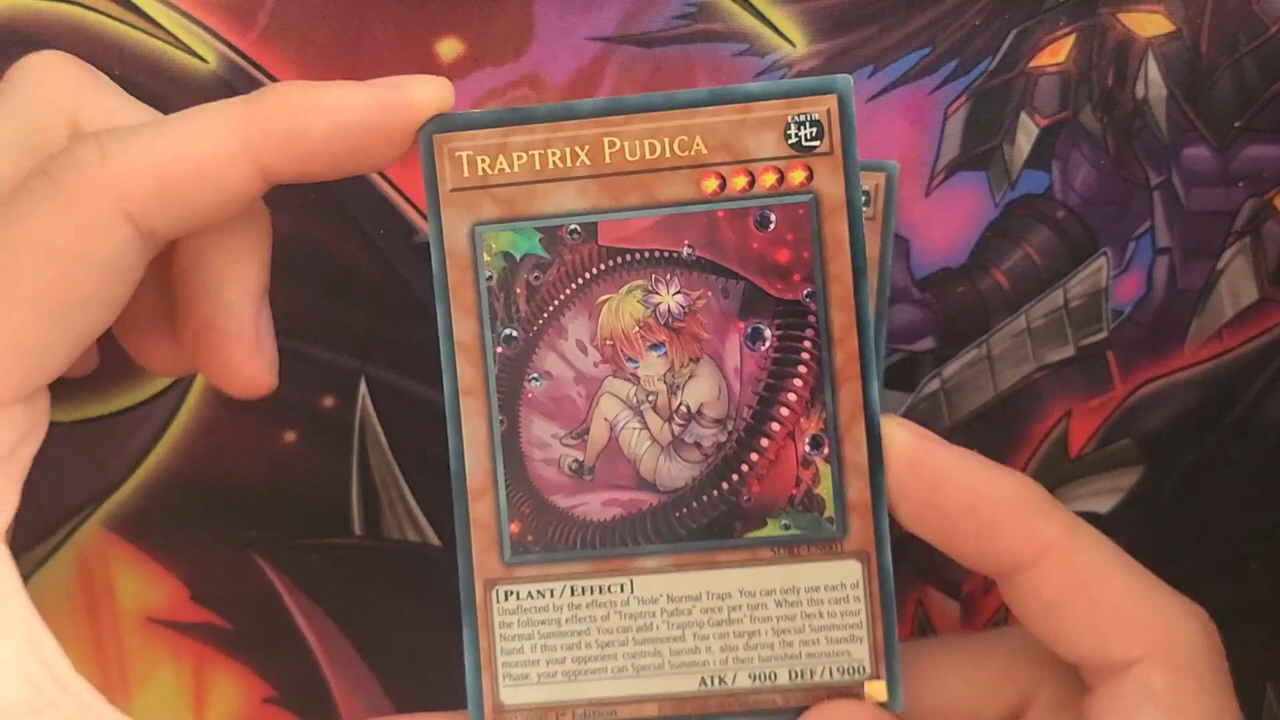 TRAPTRIX PUDICA
EARTH
地
SDBT-EN001
[PLANT/EFFECT]
Unaffected by the effects of "Hole" Normal Traps. You can only use each of
the following effects of "Traptrix Pudica" once per turn. When this card is
Normal Summoned: You can add 1 "Traptrip Garden" from your Deck to your
hand. If this card is Special Summoned: You can target 1 Special Summoned
monster your opponent controls; banish it, also during the next Standby
Phase, your opponent can Special Summon 1 of their banished monsters.
ATK/ 900 DEF/1900
1st Edition